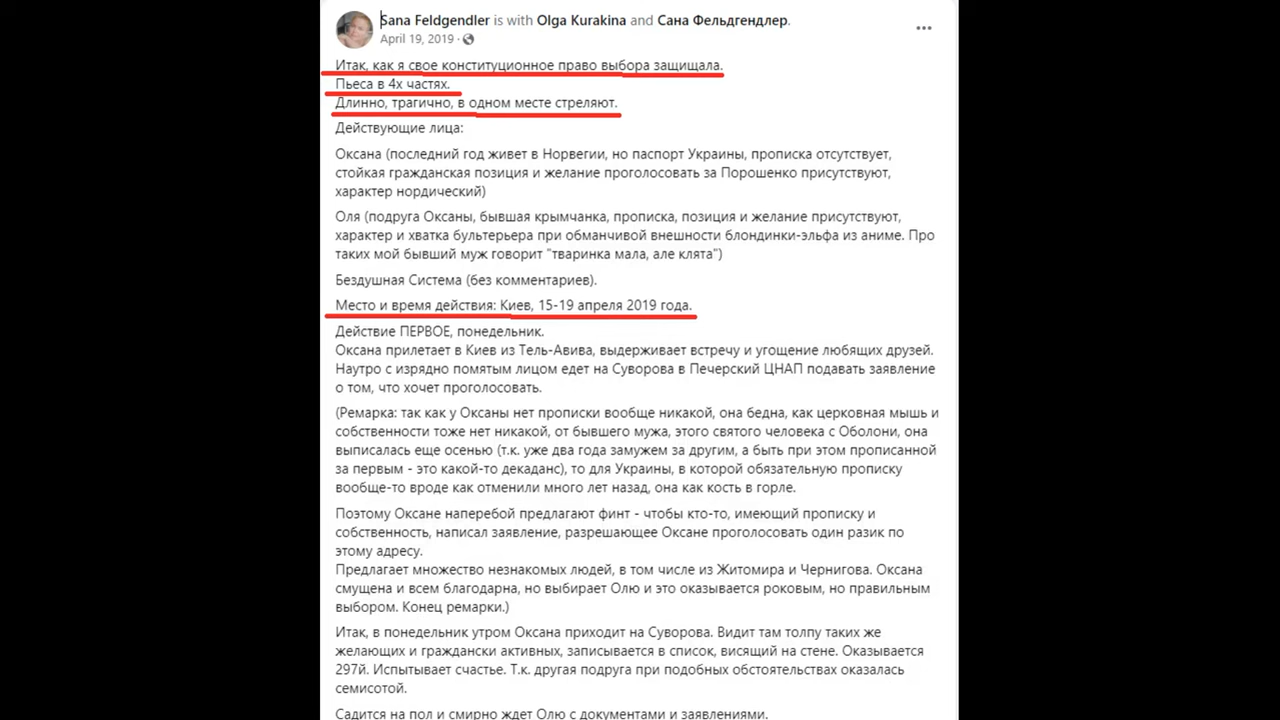 Sana Feldgendler is with Olga Kurakina and Сана Фельдгендлер.
April 19, 2019 ·
Итак, как я свое конституционное право выбора защищала.
Пьеса в 4х частях.
Длинно, трагично, в одном месте стреляют.
Действующие лица:
Оксана (последний год живет в Норвегии, но паспорт Украины, прописка отсутствует,
стойкая гражданская позиция и желание проголосовать за Порошенко присутствуют,
характер нордический)
Оля (подруга Оксаны, бывшая крымчанка, прописка, позиция и желание присутствуют,
характер и хватка бультерьера при обманчивой внешности блондинки-эльфа из аниме. Про
таких мой бывший муж говорит "тваринка мала, але клята")
Бездушная Система (без комментариев).
Место и время действия: Киев, 15-19 апреля 2019 года.
Действие ПЕРВОЕ, понедельник.
Оксана прилетает в Киев из Тель-Авива, выдерживает встречу и угощение любящих друзей.
Наутро с изрядно помятым лицом едет на Суворова в Печерский ЦНАП подавать заявление
о том, что хочет проголосовать.
(Ремарка: так как у Оксаны нет прописки вообще никакой, она бедна, как церковная мышь и
собственности тоже нет никакой, от бывшего мужа, этого святого человека с Оболони, она
выписалась еще осенью (т.к. уже два года замужем за другим, а быть при этом прописанной
за первым - это какой-то декаданс), то для Украины, в которой обязательную прописку
вообще-то вроде как отменили много лет назад, она как кость в горле.
Поэтому Оксане наперебой предлагают финт - чтобы кто-то, имеющий прописку и
собственность, написал заявление, разрешающее Оксане проголосовать один разик по
этому адресу.
Предлагает множество незнакомых людей, в том числе из Житомира и Чернигова. Оксана
смущена и всем благодарна, но выбирает Олю и это оказывается роковым, но правильным
выбором. Конец ремарки.)
Итак, в понедельник утром Оксана приходит на Суворова. Видит там толпу таких же
желающих и граждански активных, записывается в список, висящий на стене. Оказывается
297й. Испытывает счастье. Т.к. другая подруга при подобных обстоятельствах оказалась
семисотой.
Садится на пол и смирно ждет Олю с документами и заявлениями.